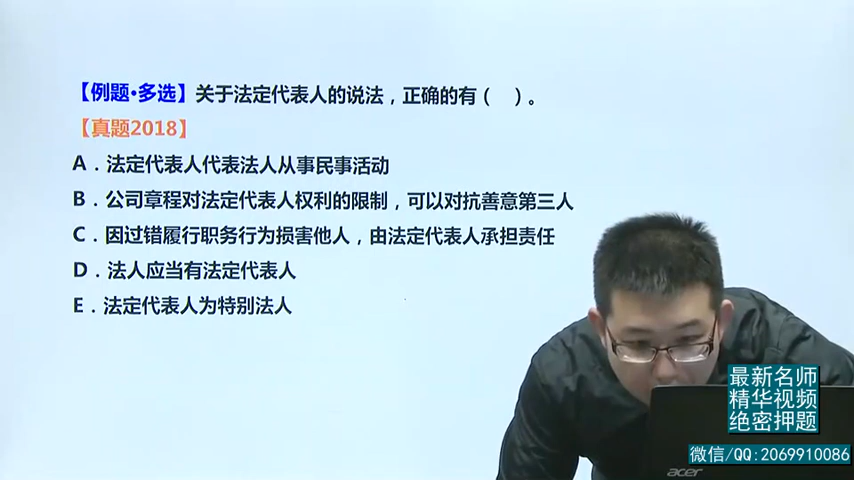 【例题·多选】关于法定代表人的说法，正确的有（　）。
【真题2018】
A．法定代表人代表法人从事民事活动
B．公司章程对法定代表人权利的限制，可以对抗善意第三人
C．因过错履行职务行为损害他人，由法定代表人承担责任
D．法人应当有法定代表人
E．法定代表人为特别法人
最新名师
精华视频
绝密押题
微信/QQ:2069910086
acer